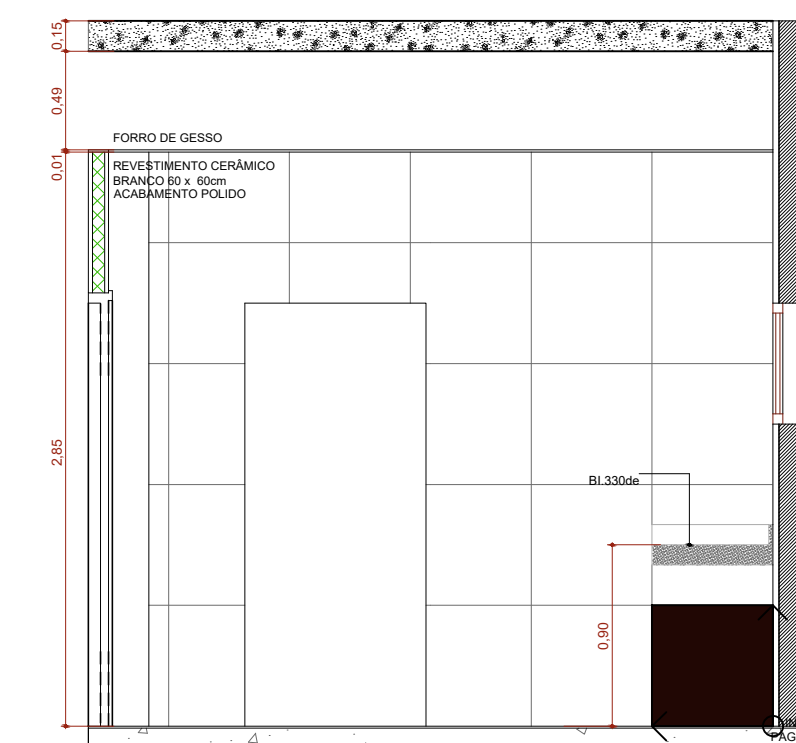 0,15
0,49
FORRO DE GESSO
0,01
REVESTIMENTO CERÂMICO
BRANCO 60 x 60cm
ACABAMENTO POLIDO
2,85
BI.330de
0,90
PAG